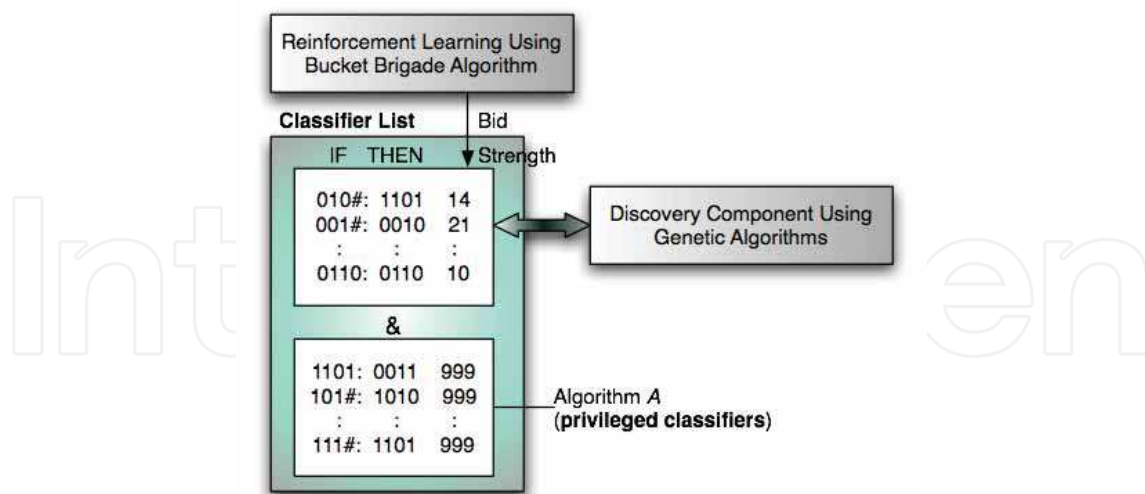 Reinforcement Learning Using
Bucket Brigade Algorithm
Classifier List
Bid
IF THEN
Strength
010#: 1101 14
001#: 0010 21
: : :
0110: 0110 10
&
1101: 0011 999
101#: 1010 999
: : :
111#: 1101 999
Discovery Component Using
Genetic Algorithms
Algorithm A
(privileged classifiers)
Int
en